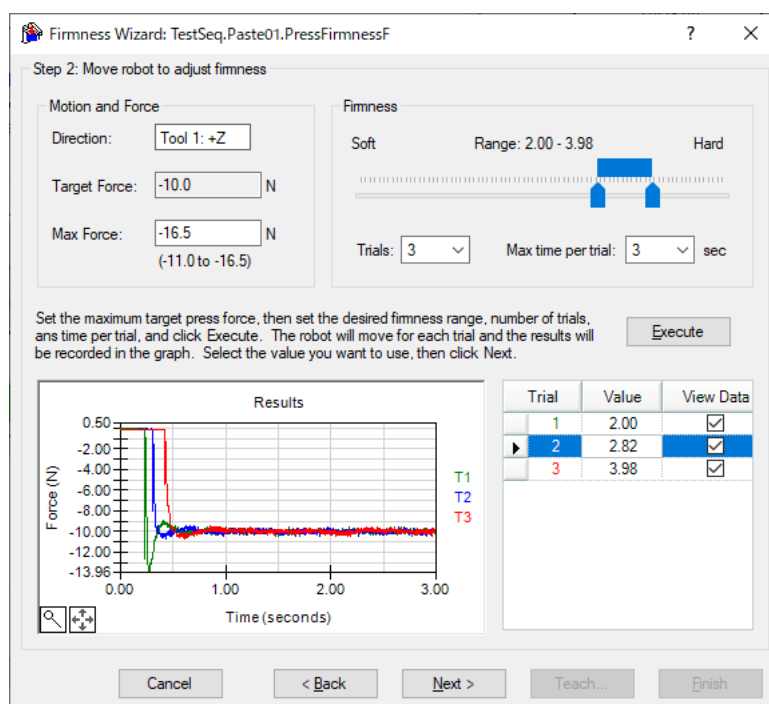 Firmness Wizard: TestSeq.Paste01.PressFirmnessF ?
Step 2: Move robot to adjust firmness
Motion and Force
Direction: Tool 1: +Z
Target Force: -10.0 N
Max Force: -16.5 N
(-11.0 to -16.5)
Firmness
Soft Range: 2.00 - 3.98 Hard
Trials: 3 Max time per trial: 3 sec
Set the maximum target press force, then set the desired firmness range, number of trials,
ans time per trial, and click Execute. The robot will move for each trial and the results will
be recorded in the graph. Select the value you want to use, then click Next.
Execute
Results
Force (N)
0.50
-2.00
-4.00
-6.00
-8.00
-10.00
-12.00
-13.96
0.00 1.00 2.00 3.00
Time (seconds)
T1
T2
T3
Trial Value View Data
1 2.00
2 2.82
3 3.98
Cancel < Back Next > Teach... Finish